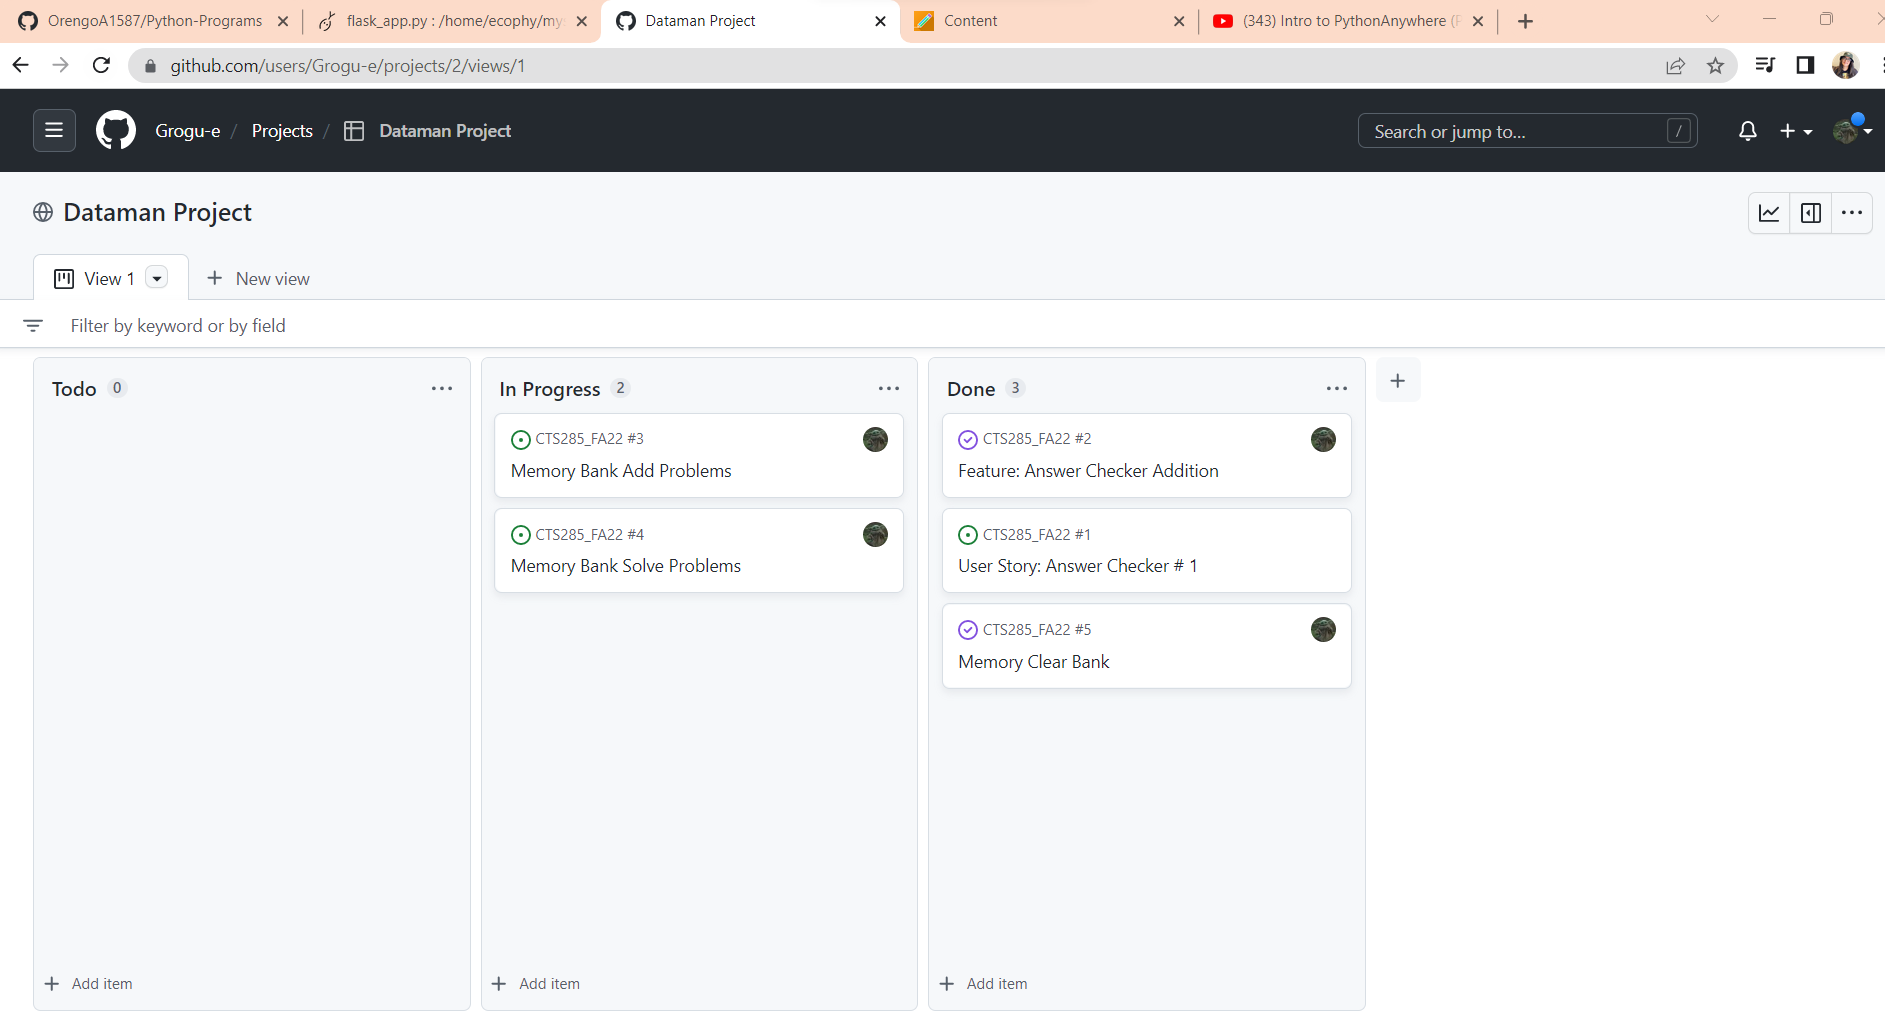 OrengoA1587/Python-Programs
flask_app.py : /home/ecophy/mys
Dataman Project
Content
(343) Intro to PythonAnywhere (P
github.com/users/Grogu-e/projects/2/views/1
Grogu-e / Projects / Dataman Project
Search or jump to... /
Dataman Project
View 1
New view
Filter by keyword or by field
Todo 0
Add item
In Progress 2
CTS285_FA22 #3
Memory Bank Add Problems
CTS285_FA22 #4
Memory Bank Solve Problems
Add item
Done 3
CTS285_FA22 #2
Feature: Answer Checker Addition
CTS285_FA22 #1
User Story: Answer Checker # 1
CTS285_FA22 #5
Memory Clear Bank
Add item